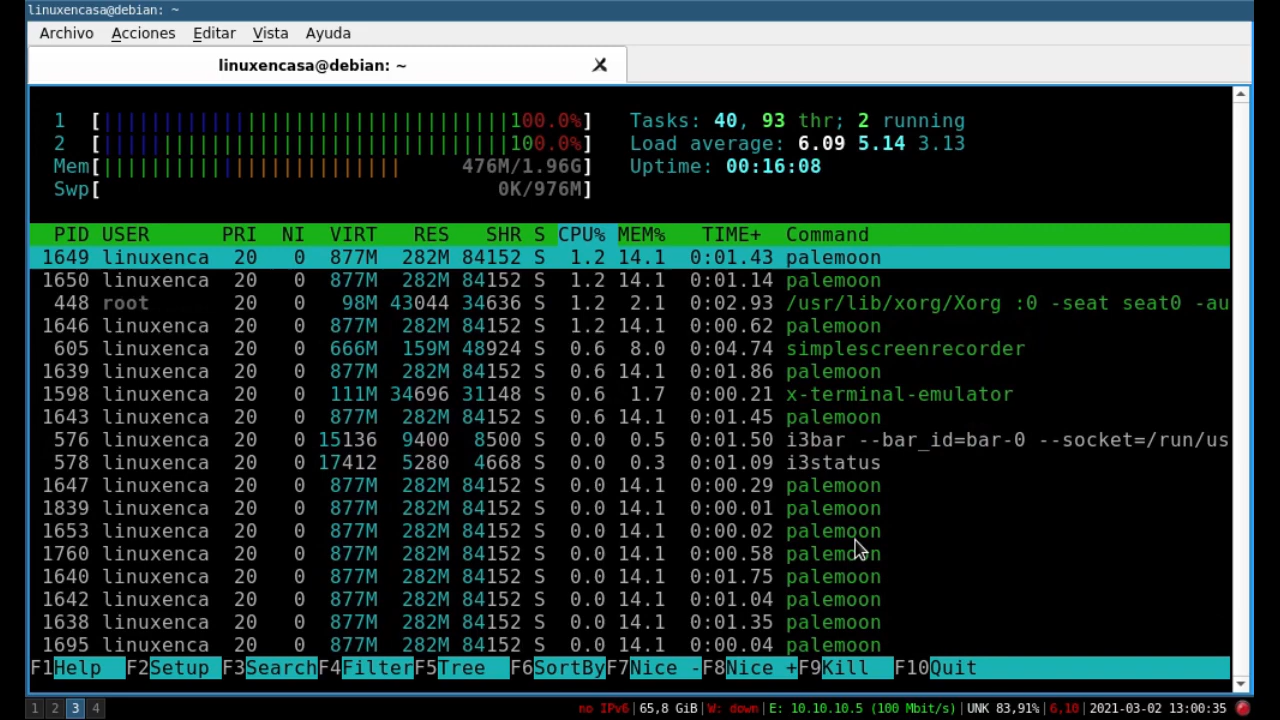 linuxencasa@debian: ~
Archivo Acciones Editar Vista Ayuda
linuxencasa@debian: ~
1 [||||||||||||||||||||||||||||||||||100.0%] Tasks: 40, 93 thr; 2 running
2 [||||||||||||||||||||||||||||||||||100.0%] Load average: 6.09 5.14 3.13
Mem[||||||||||||||||||||||||| 476M/1.96G] Uptime: 00:16:08
Swp[ 0K/976M]
PID USER PRI NI VIRT RES SHR S CPU% MEM% TIME+ Command
1649 linuxenca 20 0 877M 282M 84152 S 1.2 14.1 0:01.43 palemoon
1650 linuxenca 20 0 877M 282M 84152 S 1.2 14.1 0:01.14 palemoon
448 root 20 0 98M 43044 34636 S 1.2 2.1 0:02.93 /usr/lib/xorg/Xorg :0 -seat seat0 -au
1646 linuxenca 20 0 877M 282M 84152 S 1.2 14.1 0:00.62 palemoon
605 linuxenca 20 0 666M 159M 48924 S 0.6 8.0 0:04.74 simplescreenrecorder
1639 linuxenca 20 0 877M 282M 84152 S 0.6 14.1 0:01.86 palemoon
1598 linuxenca 20 0 111M 34696 31148 S 0.6 1.7 0:00.21 x-terminal-emulator
1643 linuxenca 20 0 877M 282M 84152 S 0.6 14.1 0:01.45 palemoon
576 linuxenca 20 0 15136 9400 8500 S 0.0 0.5 0:01.50 i3bar --bar_id=bar-0 --socket=/run/us
578 linuxenca 20 0 17412 5280 4668 S 0.0 0.3 0:01.09 i3status
1647 linuxenca 20 0 877M 282M 84152 S 0.0 14.1 0:00.29 palemoon
1839 linuxenca 20 0 877M 282M 84152 S 0.0 14.1 0:00.01 palemoon
1653 linuxenca 20 0 877M 282M 84152 S 0.0 14.1 0:00.02 palemoon
1760 linuxenca 20 0 877M 282M 84152 S 0.0 14.1 0:00.58 palemoon
1640 linuxenca 20 0 877M 282M 84152 S 0.0 14.1 0:01.75 palemoon
1642 linuxenca 20 0 877M 282M 84152 S 0.0 14.1 0:01.04 palemoon
1638 linuxenca 20 0 877M 282M 84152 S 0.0 14.1 0:01.35 palemoon
1695 linuxenca 20 0 877M 282M 84152 S 0.0 14.1 0:00.04 palemoon
F1Help F2Setup F3SearchF4FilterF5Tree F6SortByF7Nice -F8Nice +F9Kill F10Quit
1 2 3 4 no IPv6|65,8 GiB|W: down|E: 10.10.10.5 (100 Mbit/s)|UNK 83,91%|6,10|2021-03-02 13:00:35